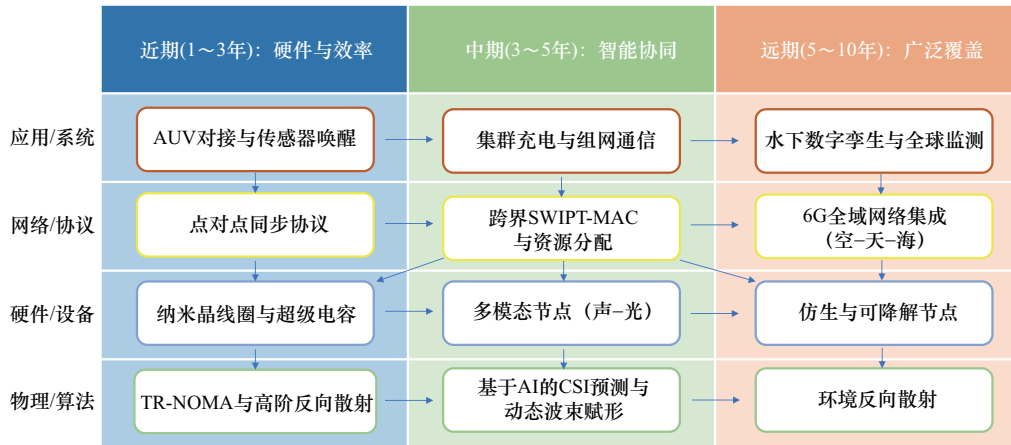 近期(1～3年)：硬件与效率
中期(3～5年)：智能协同
远期(5～10年)：广泛覆盖
应用/系统
AUV对接与传感器唤醒
集群充电与组网通信
水下数字孪生与全球监测
网络/协议
点对点同步协议
跨界SWIPT-MAC
与资源分配
6G全域网络集成
（空−天−海）
硬件/设备
纳米晶线圈与超级电容
多模态节点（声−光）
仿生与可降解节点
物理/算法
TR-NOMA与高阶反向散射
基于AI的CSI预测与
动态波束赋形
环境反向散射